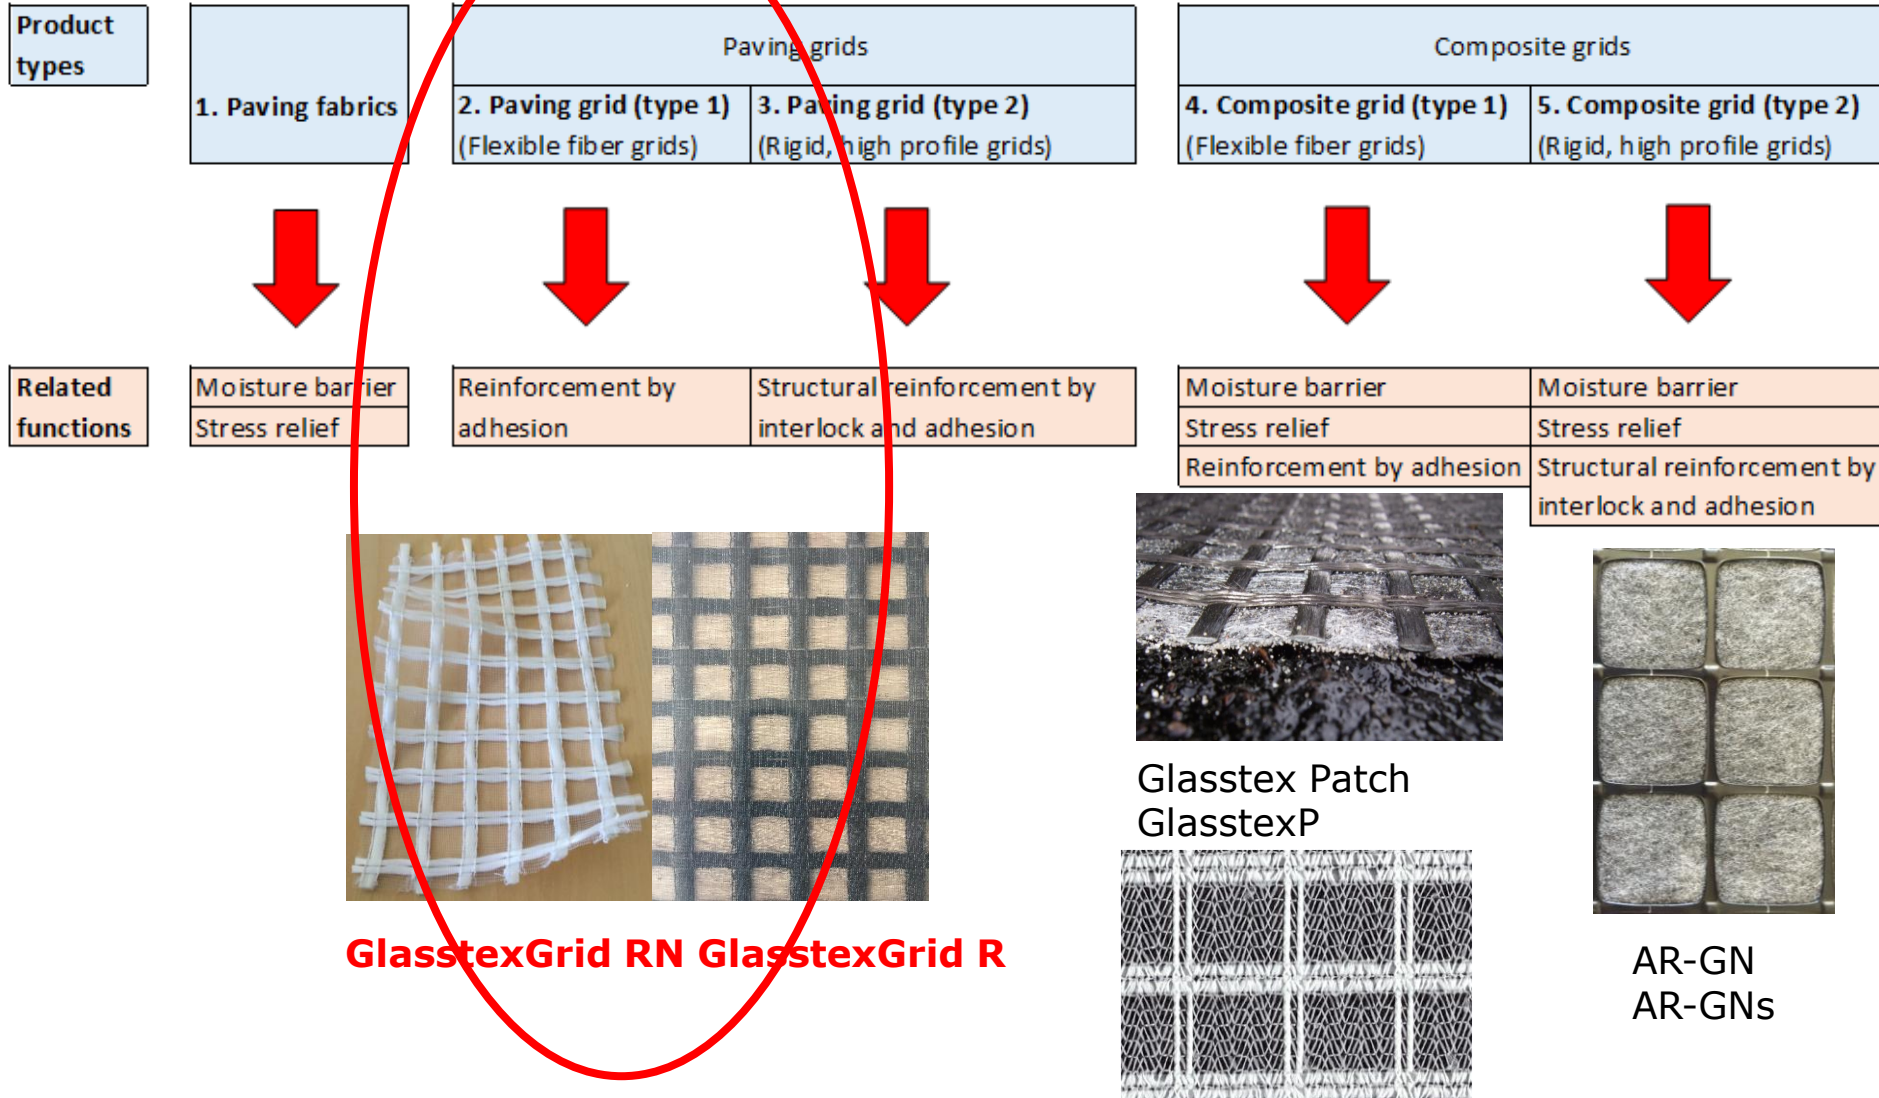 Product
types
1. Paving fabrics
Paving grids
2. Paving grid (type 1)
(Flexible fiber grids)
3. Paving grid (type 2)
(Rigid, high profile grids)
Composite grids
4. Composite grid (type 1)
(Flexible fiber grids)
5. Composite grid (type 2)
(Rigid, high profile grids)
Related
functions
Moisture barrier
Stress relief
Reinforcement by
adhesion
Structural reinforcement by
interlock and adhesion
Moisture barrier
Stress relief
Reinforcement by adhesion
Moisture barrier
Stress relief
Structural reinforcement by
interlock and adhesion
GlasstexGrid RN GlasstexGrid R
Glasstex Patch
GlasstexP
AR-GN
AR-GNs